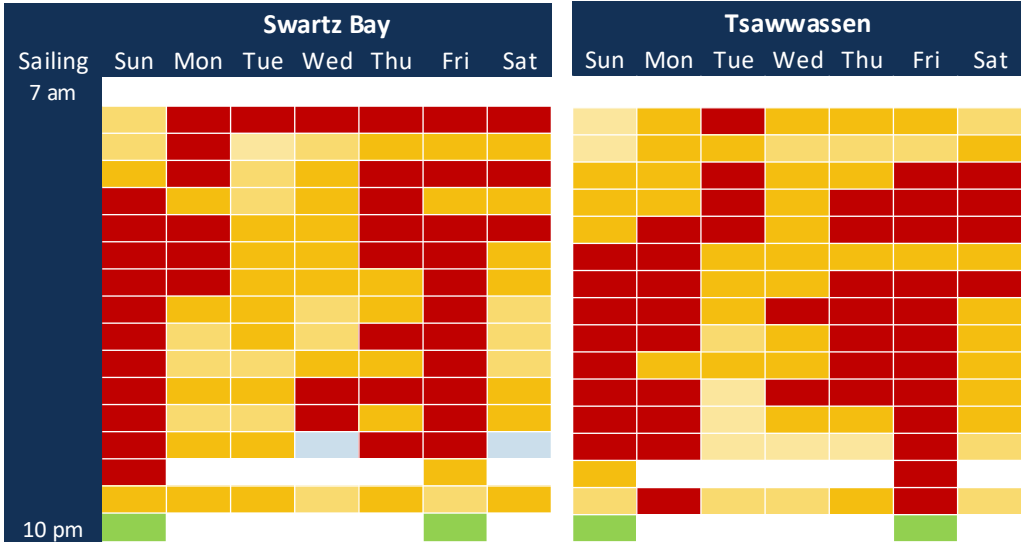 Swartz Bay Tsawwassen
Sailing Sun Mon Tue Wed Thu Fri Sat Sun Mon Tue Wed Thu Fri Sat
7 am
10 pm